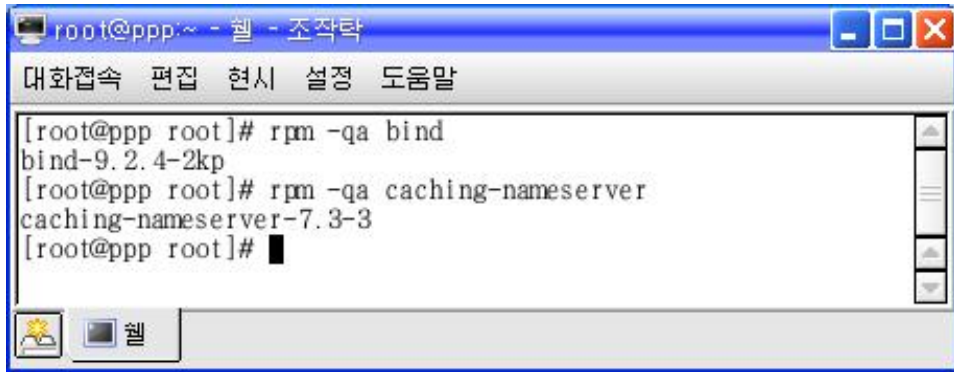 root@ppp:~ - 웰 - 조작탁
대화접속 편집 현시 설정 도움말
[root@ppp root]# rpm -qa bind
bind-9.2.4-2kp
[root@ppp root]# rpm -qa caching-nameserver
caching-nameserver-7.3-3
[root@ppp root]#
웰